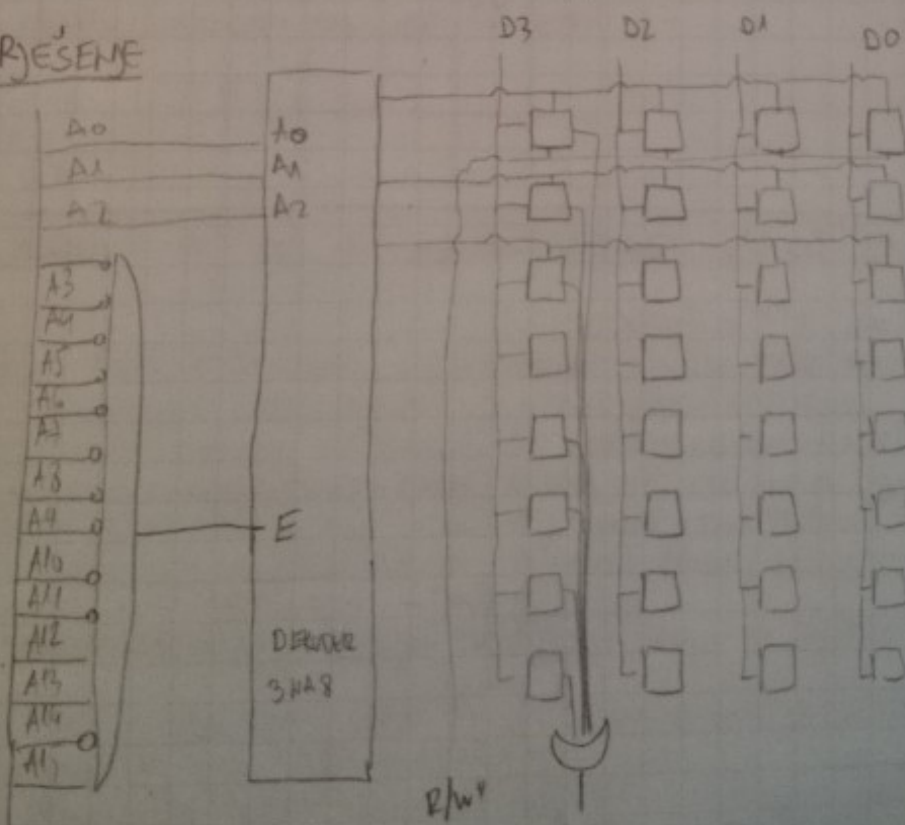 RJEŠENJE
D3 D2 D1 D0
A0 A0
A1 A1
A2 A2
A3
A4
A5
A6
A7
A8
A9
A10
A11
A12
A13
A14
A15
E
DEKODER
3 NA 8
R/W*